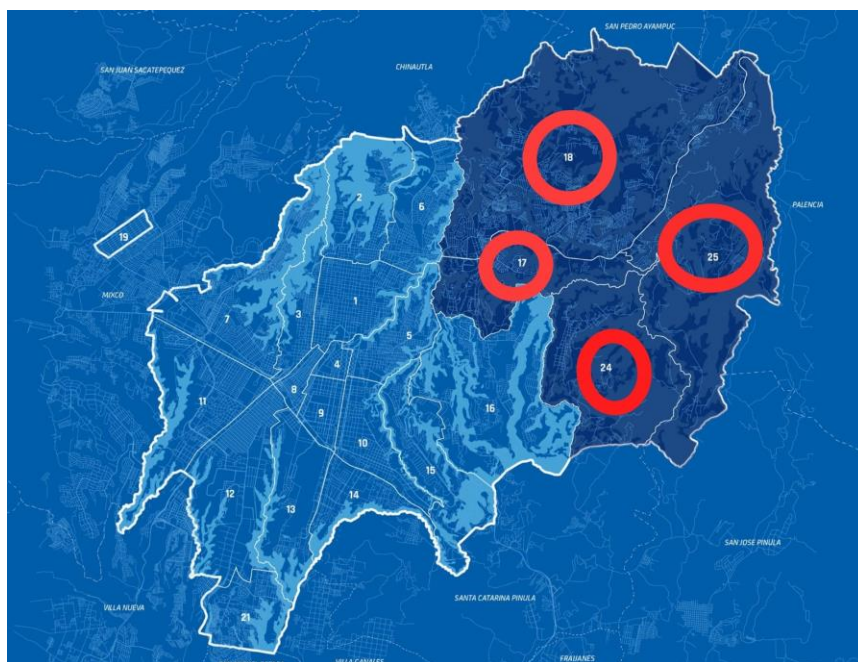 SAN PEDRO AYAMPUC
CHINAUTLA
SAN JUAN SACATEPEQUEZ
18
2
6
PALENCIA
19
17
25
MIXCO
1
7
3
5
4
24
8
11
16
9
10
15
12
13
14
SAN JOSE PINULA
SANTA CATARINA PINULA
VILLA NUEVA
21
VILLA CANALES
FRAIJANES